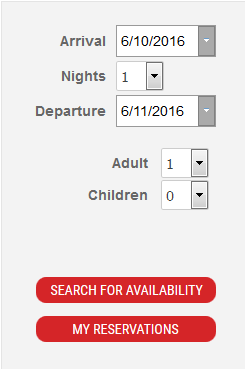 Arrival 6/10/2016
Nights 1
Departure 6/11/2016
Adult 1
Children 0
SEARCH FOR AVAILABILITY
MY RESERVATIONS